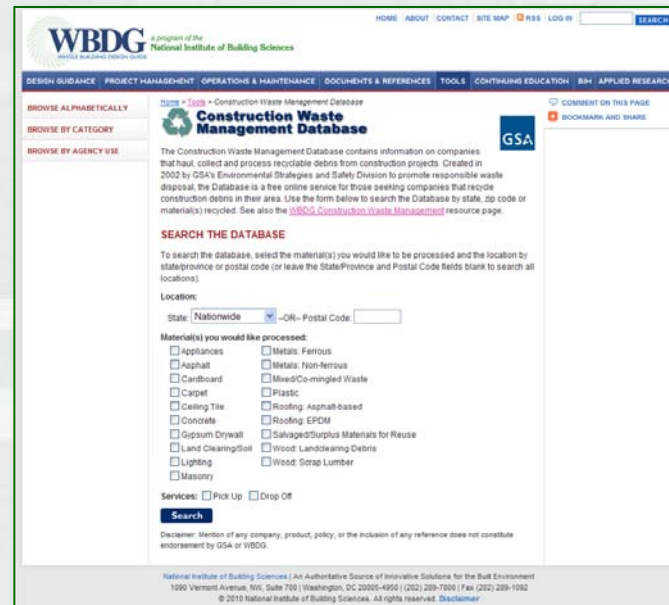 HOME | ABOUT | CONTACT | SITE MAP | RSS | LOG IN
SEARCH
WBDG
WHOLE BUILDING DESIGN GUIDE
a program of the
National Institute of Building Sciences
DESIGN GUIDANCE PROJECT MANAGEMENT OPERATIONS & MAINTENANCE DOCUMENTS & REFERENCES TOOLS CONTINUING EDUCATION BIM APPLIED RESEARCH
BROWSE ALPHABETICALLY
BROWSE BY CATEGORY
BROWSE BY AGENCY USE
Home > Tools > Construction Waste Management Database
Construction Waste
Management Database
GSA
COMMENT ON THIS PAGE
BOOKMARK AND SHARE
The Construction Waste Management Database contains information on companies
that haul, collect and process recyclable debris from construction projects. Created in
2002 by GSA's Environmental Strategies and Safety Division to promote responsible waste
disposal, the Database is a free online service for those seeking companies that recycle
construction debris in their area. Use the form below to search the Database by state, zip code or
material(s) recycled. See also the WBDG Construction Waste Management resource page.
SEARCH THE DATABASE
To search the database, select the material(s) you would like to be processed and the location by
state/province or postal code (or leave the State/Province and Postal Code fields blank to search all
locations).
Location:
State: Nationwide –OR– Postal Code:
Material(s) you would like processed:
Appliances Metals: Ferrous
Asphalt Metals: Non-ferrous
Cardboard Mixed/Co-mingled Waste
Carpet Plastic
Ceiling Tile Roofing: Asphalt-based
Concrete Roofing: EPDM
Gypsum Drywall Salvaged/Surplus Materials for Reuse
Land Clearing/Soil Wood: Landclearing Debris
Lighting Wood: Scrap Lumber
Masonry
Services: Pick Up Drop Off
Search
Disclaimer: Mention of any company, product, policy, or the inclusion of any reference does not constitute
endorsement by GSA or WBDG.
National Institute of Building Sciences | An Authoritative Source of Innovative Solutions for the Built Environment
1090 Vermont Avenue, NW, Suite 700 | Washington, DC 20005-4950 | (202) 289-7800 | Fax (202) 289-1092
© 2010 National Institute of Building Sciences. All rights reserved. Disclaimer